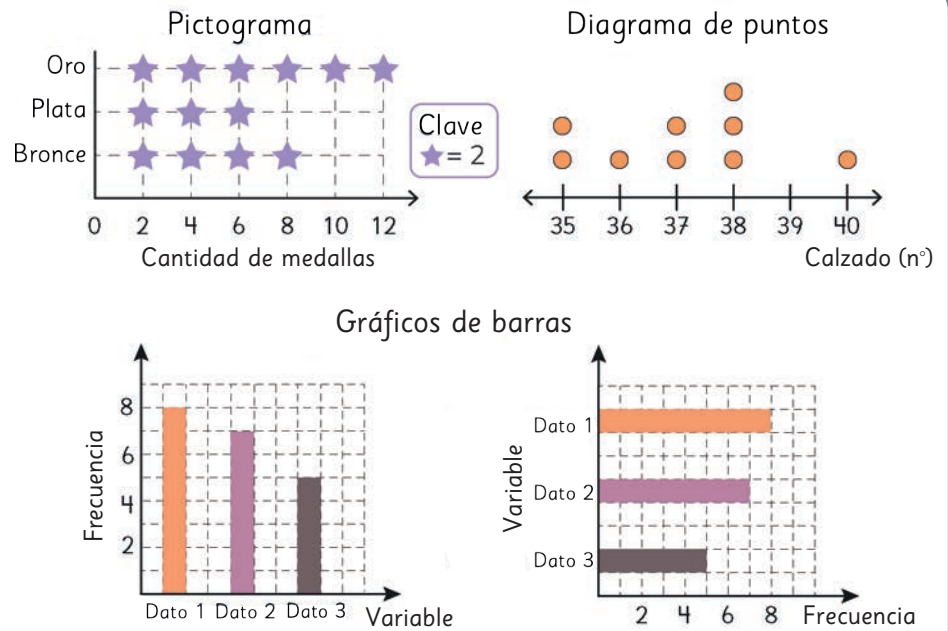 Pictograma
Oro
Plata
Bronce
0 2 4 6 8 10 12
Cantidad de medallas
Clave
= 2
Diagrama de puntos
35 36 37 38 39 40
Calzado (n°)
Gráficos de barras
Frecuencia
8
6
4
2
Dato 1 Dato 2 Dato 3
Variable
Variable
Dato 1
Dato 2
Dato 3
2 4 6 8
Frecuencia